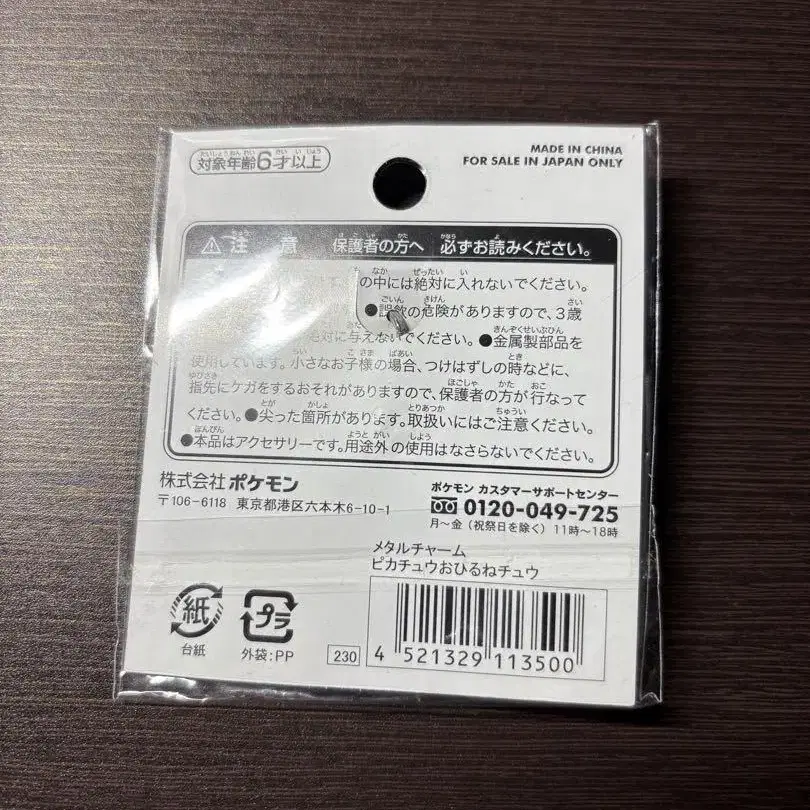 対象年齢6才以上
MADE IN CHINA
FOR SALE IN JAPAN ONLY
注意 保護者の方へ 必ずお読みください。
の中には絶対に入れないでください。
●誤飲の危険がありますので、3歳
絶対に与えないでください。●金属製部品を
使用しています。小さなお子様の場合、つけはずしの時などに、
指先にケガをするおそれがありますので、保護者の方が行なって
ください。●尖った箇所があります。取扱いにはご注意ください。
●本品はアクセサリーです。用途外の使用はなさらないでください。
株式会社ポケモン
〒106-6118 東京都港区六本木6-10-1
ポケモン カスタマーサポートセンター
0120-049-725
月〜金（祝祭日を除く）11時〜18時
メタルチャーム
ピカチュウおひるねチュウ
紙
台紙
プラ
外袋:PP
230
4 521329 113500